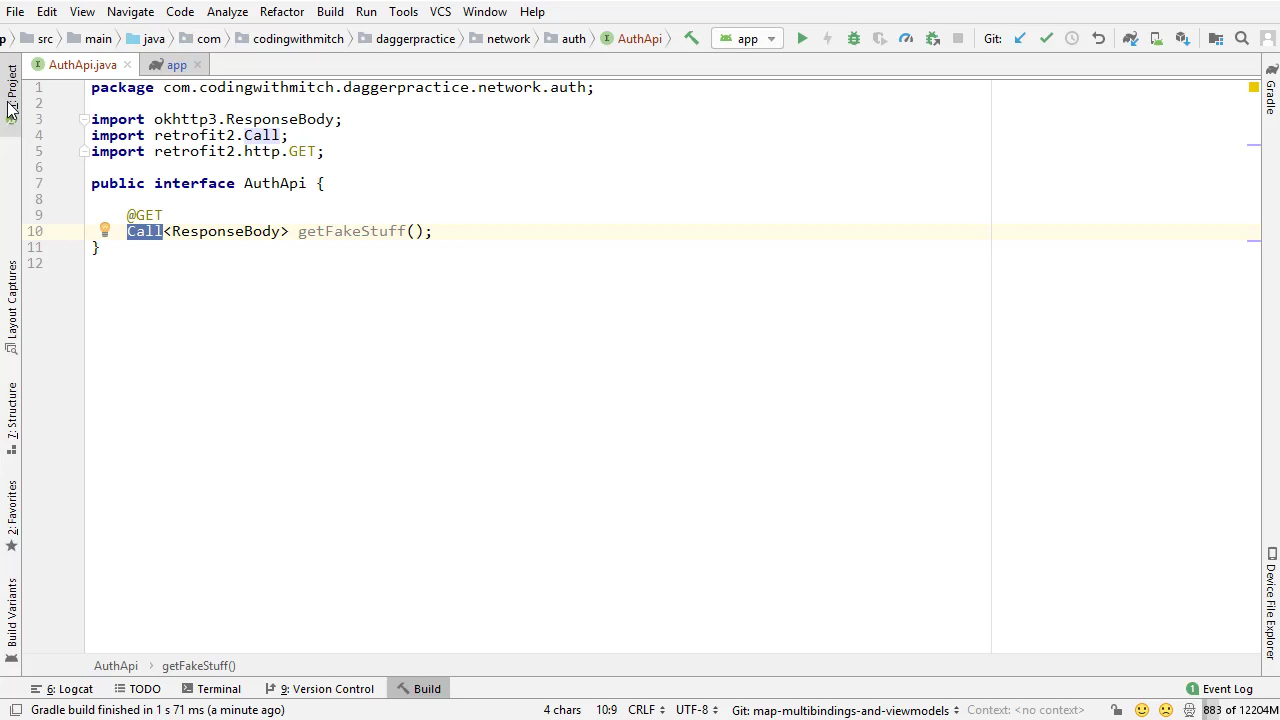 File Edit View Navigate Code Analyze Refactor Build Run Tools VCS Window Help
p src main java com codingwithmitch daggerpractice network auth AuthApi app Git:
AuthApi.java app
1 package com.codingwithmitch.daggerpractice.network.auth;
2
3 import okhttp3.ResponseBody;
4 import retrofit2.Call;
5 import retrofit2.http.GET;
6
7 public interface AuthApi {
8
9 @GET
10 Call<ResponseBody> getFakeStuff();
11 }
12
Project
Layout Captures
7: Structure
2: Favorites
Build Variants
Gradle
Device File Explorer
AuthApi > getFakeStuff()
6: Logcat TODO Terminal 9: Version Control Build 1 Event Log
Gradle build finished in 1 s 71 ms (a minute ago) 4 chars 10:9 CRLF UTF-8 Git: map-multibindings-and-viewmodels Context: <no context> 883 of 12204M